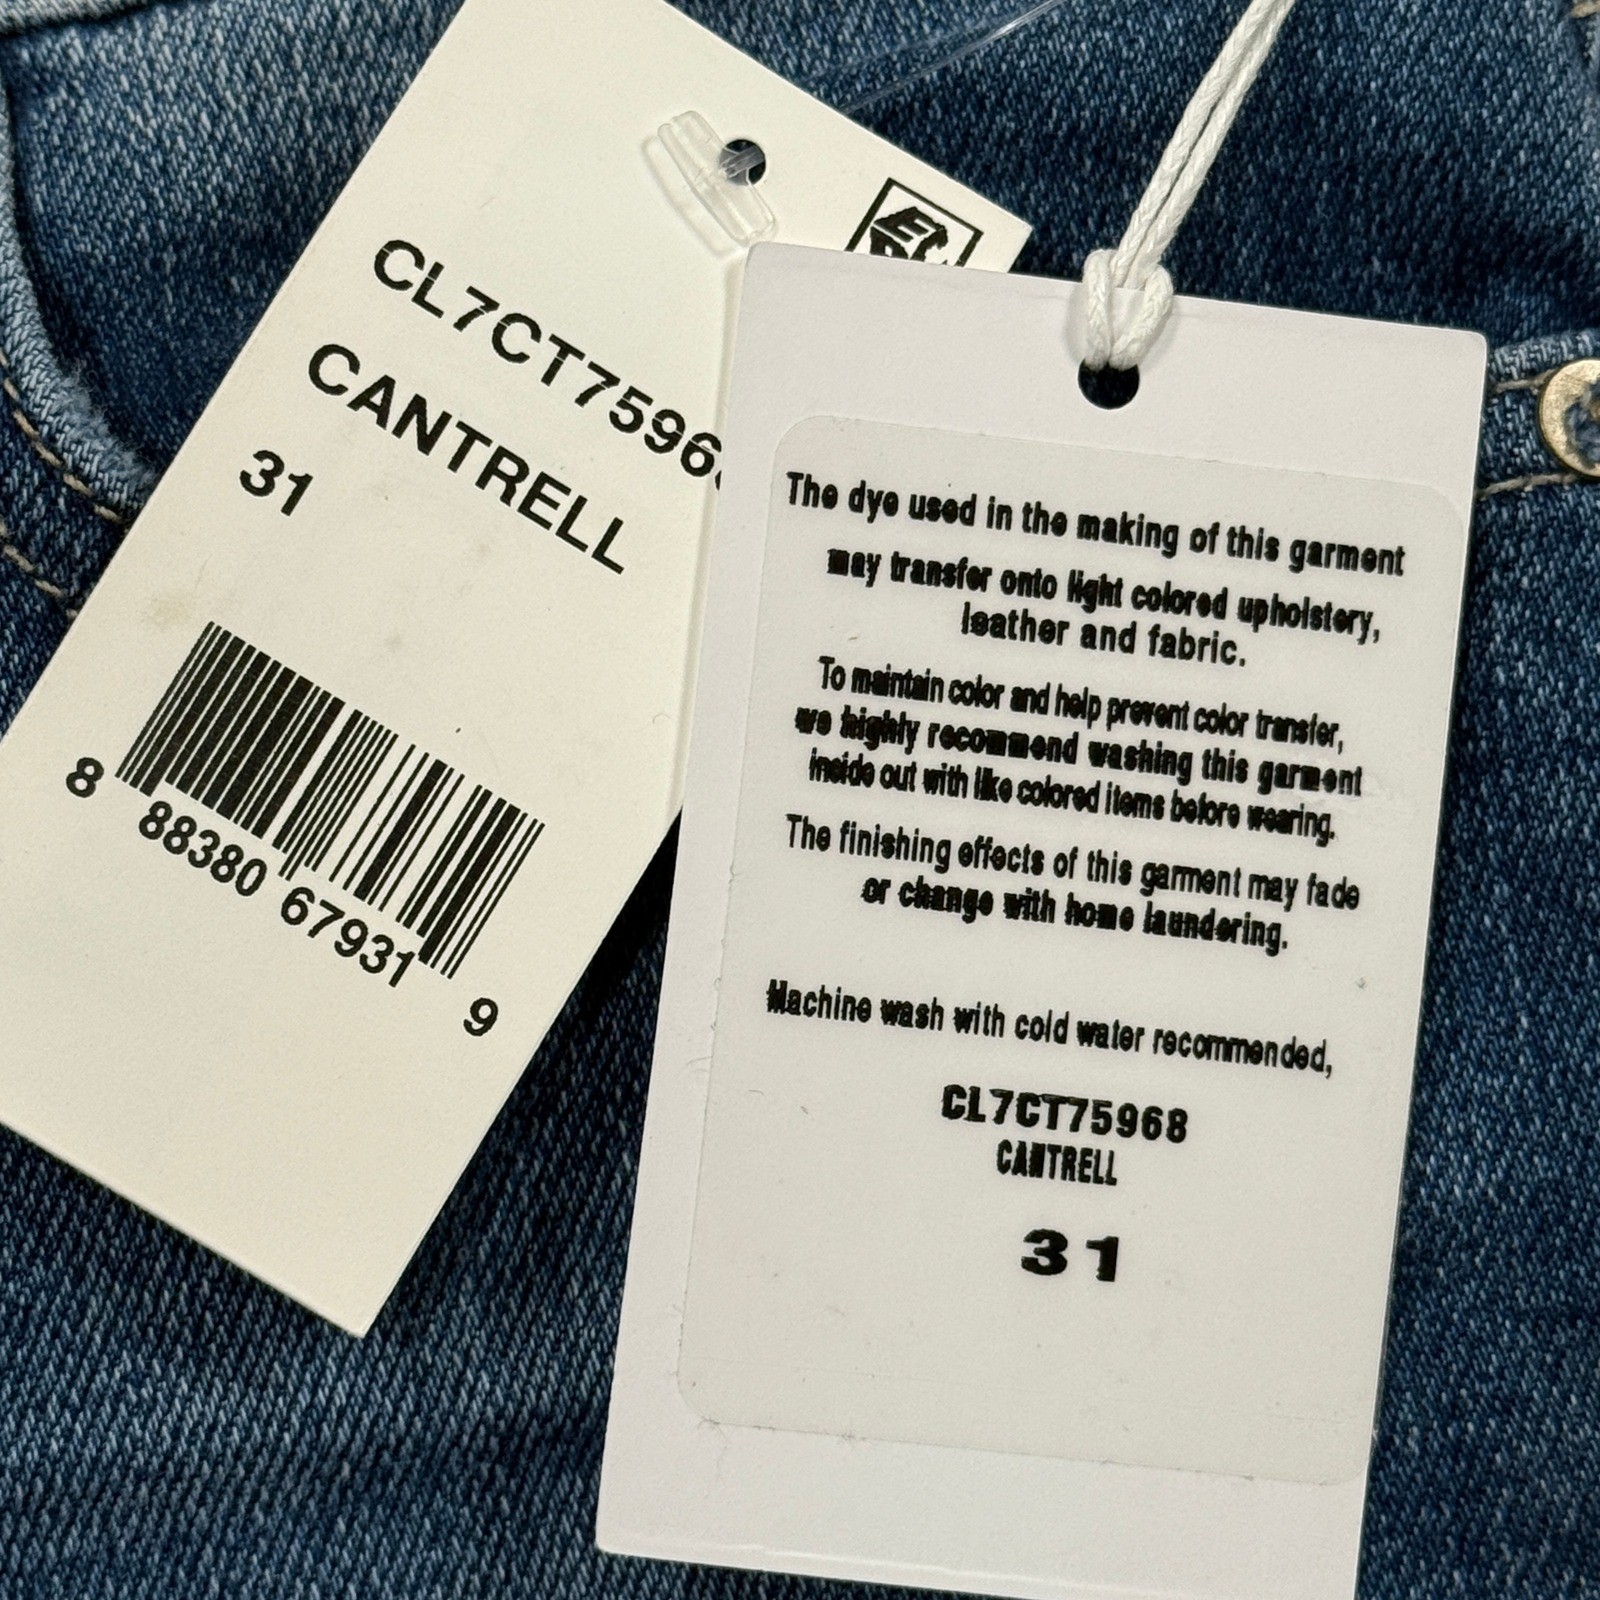 CL7CT7596
CANTRELL
31
8 88380 67931 9
The dye used in the making of this garment
may transfer onto light colored upholstery,
leather and fabric.
To maintain color and help prevent color transfer,
we highly recommend washing this garment
inside out with like colored items before wearing.
The finishing effects of this garment may fade
or change with home laundering.
Machine wash with cold water recommended,
CL7CT75968
CANTRELL
31